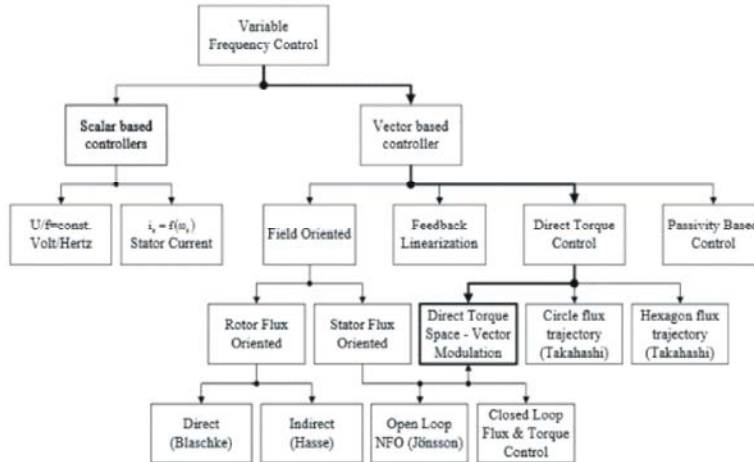 Variable
Frequency Control
Scalar based
controllers
Vector based
controller
U/f=const.
Volt/Hertz
Stator Current
Field Oriented
Feedback
Linearization
Direct Torque
Control
Passivity Based
Control
Rotor Flux
Oriented
Stator Flux
Oriented
Direct Torque
Space - Vector
Modulation
Circle flux
trajectory
(Takahashi)
Hexagon flux
trajectory
(Takahashi)
Direct
(Blaschke)
Indirect
(Hasse)
Open Loop
NFO (Jönsson)
Closed Loop
Flux & Torque
Control